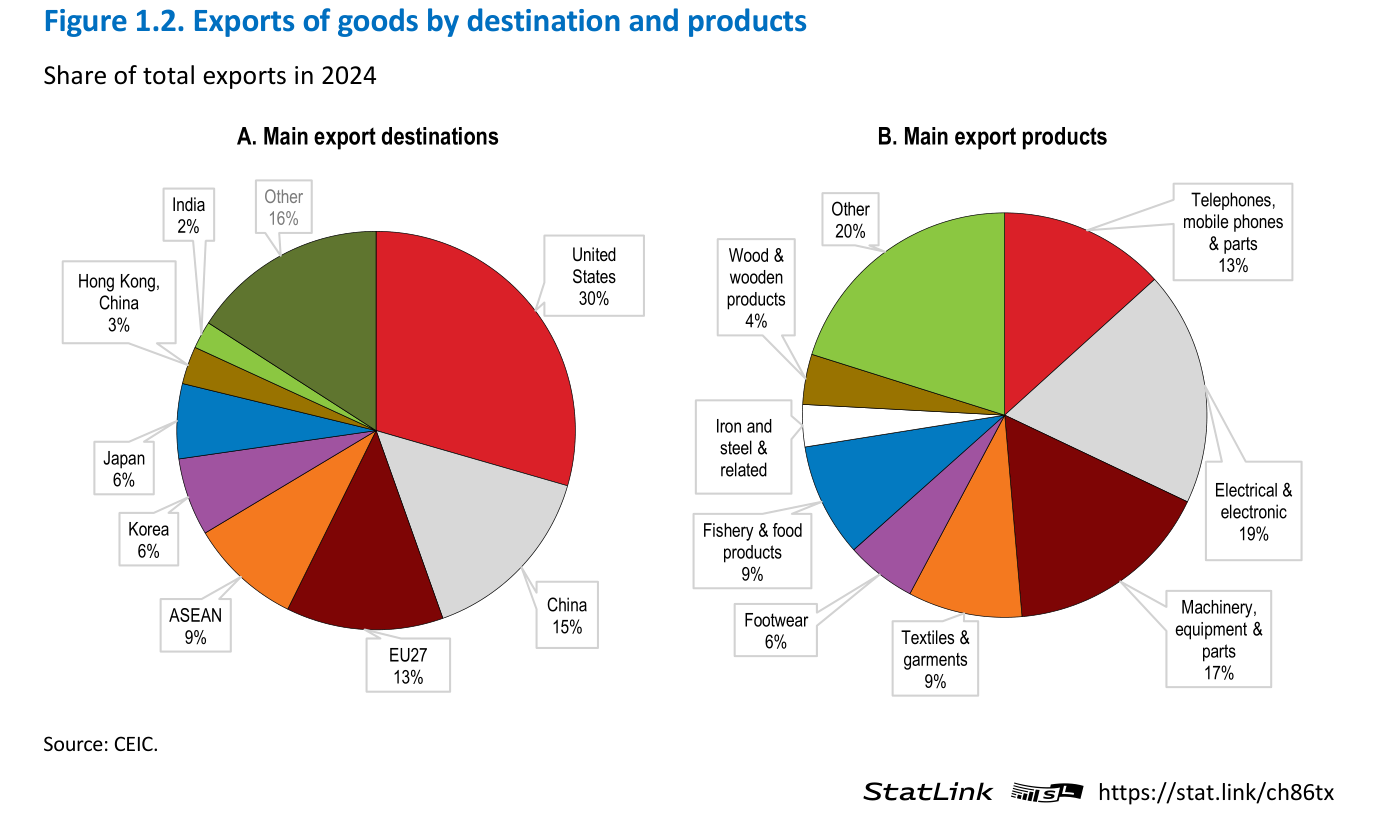 Figure 1.2. Exports of goods by destination and products
Share of total exports in 2024
A. Main export destinations
United
States
30%
China
15%
EU27
13%
ASEAN
9%
Korea
6%
Japan
6%
Hong Kong,
China
3%
India
2%
Other
16%
B. Main export products
Telephones,
mobile phones
& parts
13%
Electrical &
electronic
19%
Machinery,
equipment &
parts
17%
Textiles &
garments
9%
Footwear
6%
Fishery & food
products
9%
Iron and
steel &
related
Wood &
wooden
products
4%
Other
20%
Source: CEIC.
StatLink SL https://stat.link/ch86tx